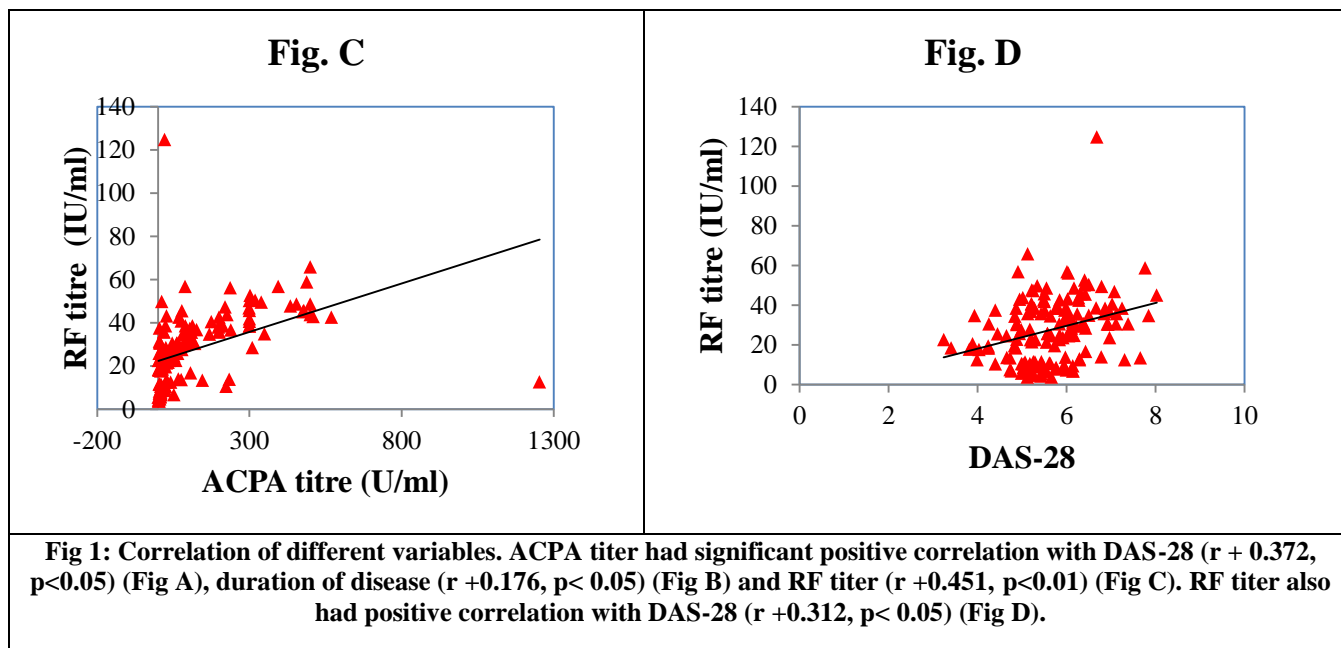 Fig. C
140
120
100
80
60
40
20
0
-200 300 800 1300
RF titre (IU/ml)
ACPA titre (U/ml)
Fig. D
140
120
100
80
60
40
20
0
0 2 4 6 8 10
RF titre (IU/ml)
DAS-28
Fig 1: Correlation of different variables. ACPA titer had significant positive correlation with DAS-28 (r + 0.372,
p<0.05) (Fig A), duration of disease (r +0.176, p< 0.05) (Fig B) and RF titer (r +0.451, p<0.01) (Fig C). RF titer also
had positive correlation with DAS-28 (r +0.312, p< 0.05) (Fig D).